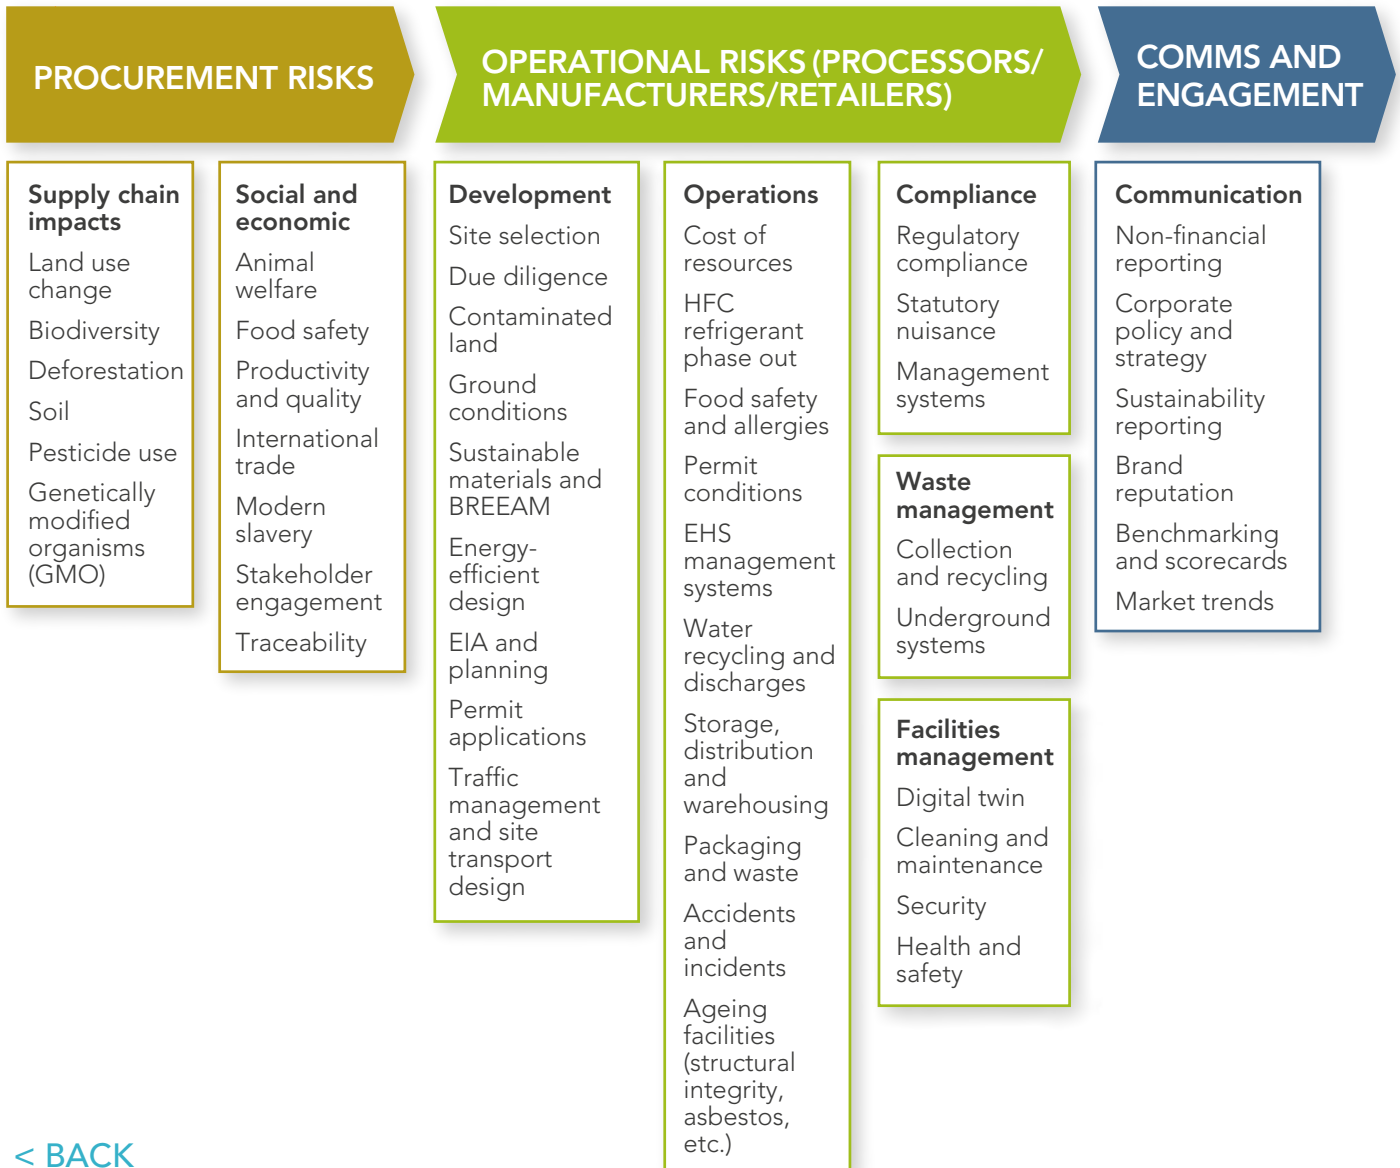 PROCUREMENT RISKS
OPERATIONAL RISKS (PROCESSORS/
MANUFACTURERS/RETAILERS)
COMMS AND
ENGAGEMENT
Supply chain
impacts
Land use
change
Biodiversity
Deforestation
Soil
Pesticide use
Genetically
modified
organisms
(GMO)
Social and
economic
Animal
welfare
Food safety
Productivity
and quality
International
trade
Modern
slavery
Stakeholder
engagement
Traceability
Development
Site selection
Due diligence
Contaminated
land
Ground
conditions
Sustainable
materials and
BREEAM
Energy-
efficient
design
EIA and
planning
Permit
applications
Traffic
management
and site
transport
design
Operations
Cost of
resources
HFC
refrigerant
phase out
Food safety
and allergies
Permit
conditions
EHS
management
systems
Water
recycling and
discharges
Storage,
distribution
and
warehousing
Packaging
and waste
Accidents
and
incidents
Ageing
facilities
(structural
integrity,
asbestos,
etc.)
Compliance
Regulatory
compliance
Statutory
nuisance
Management
systems
Waste
management
Collection
and recycling
Underground
systems
Facilities
management
Digital twin
Cleaning and
maintenance
Security
Health and
safety
Communication
Non-financial
reporting
Corporate
policy and
strategy
Sustainability
reporting
Brand
reputation
Benchmarking
and scorecards
Market trends
< BACK